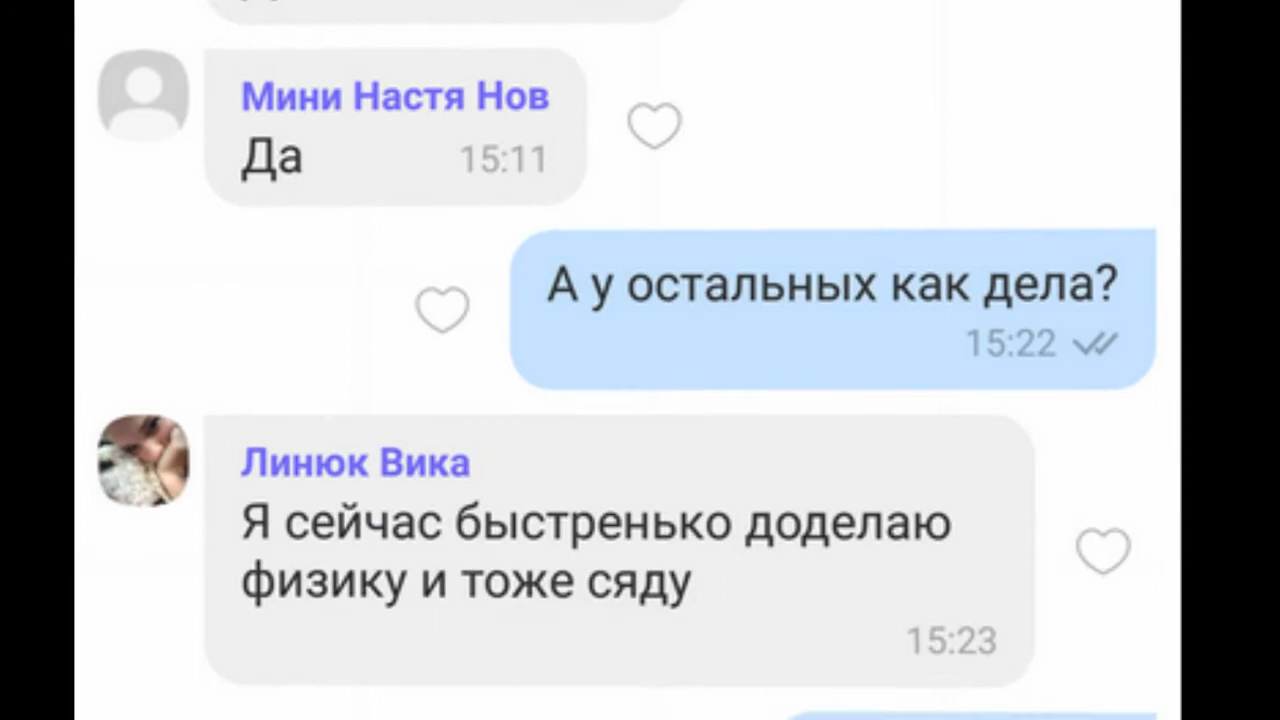 Мини Настя Нов
Да 15:11
А у остальных как дела?
15:22
Линюк Вика
Я сейчас быстренько доделаю
физику и тоже сяду
15:23